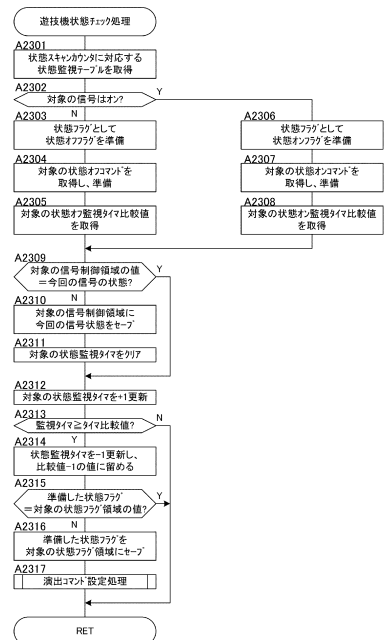 遊技機状態チェック処理
A2301
状態スキャンカウンタに対応する
状態監視テーブルを取得
A2302
対象の信号はオン?
Y
N
A2303
状態フラグとして
状態オフフラグを準備
A2304
対象の状態オフコマンドを
取得し、準備
A2305
対象の状態オフ監視タイマ比較値
を取得
A2306
状態フラグとして
状態オンフラグを準備
A2307
対象の状態オンコマンドを
取得し、準備
A2308
対象の状態オン監視タイマ比較値
を取得
A2309
対象の信号制御領域の値
=今回の信号の状態?
Y
N
A2310
対象の信号制御領域に
今回の信号状態をセーブ
A2311
対象の状態監視タイマをクリア
A2312
対象の状態監視タイマを+1更新
A2313
監視タイマ≧タイマ比較値?
N
Y
A2314
状態監視タイマを-1更新し、
比較値-1の値に留める
A2315
準備した状態フラグ
=対象の状態フラグ領域の値?
Y
N
A2316
準備した状態フラグを
対象の状態フラグ領域にセーブ
A2317
演出コマンド設定処理
RET